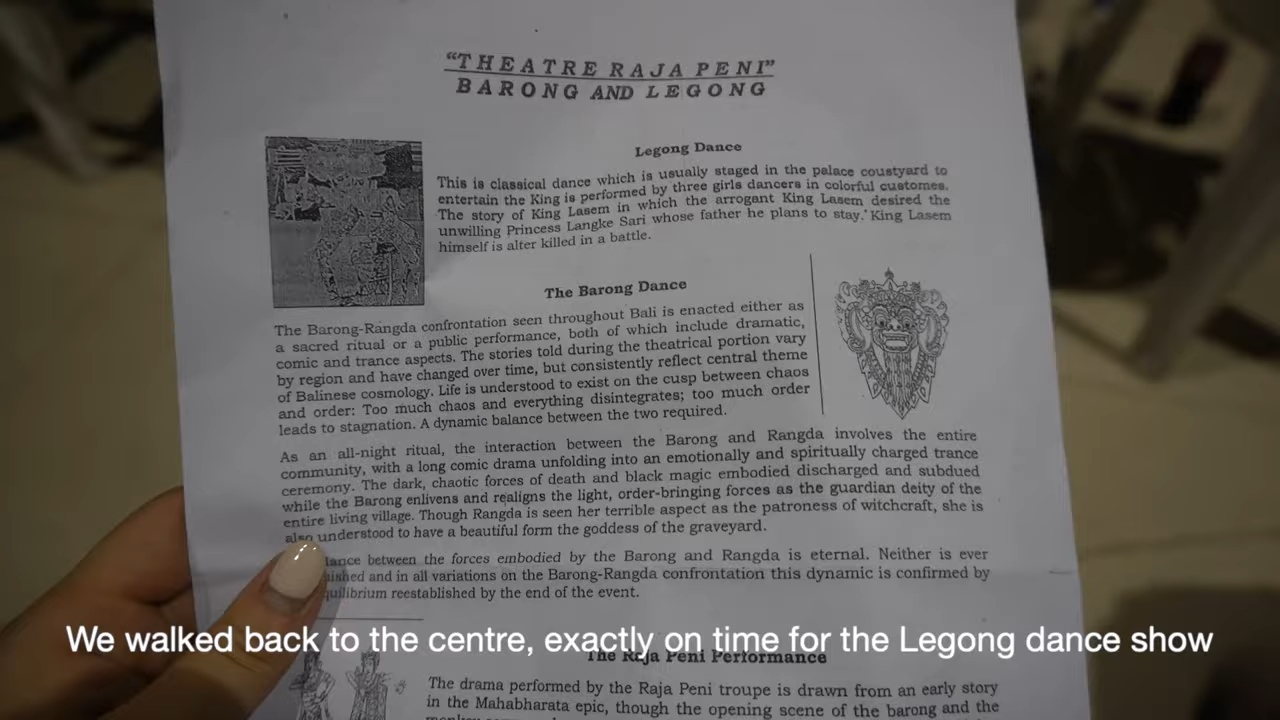 “THEATRE RAJA PENI”
BARONG AND LEGONG
Legong Dance
This is classical dance which is usually staged in the palace coustyard to
entertain the King is performed by three girls dancers in colorful customes.
The story of King Lasem in which the arrogant King Lasem desired the
unwilling Princess Langke Sari whose father he plans to stay.' King Lasem
himself is alter killed in a battle.
The Barong Dance
The Barong-Rangda confrontation seen throughout Bali is enacted either as
a sacred ritual or a public performance, both of which include dramatic,
comic and trance aspects. The stories told during the theatrical portion vary
by region and have changed over time, but consistently reflect central theme
of Balinese cosmology. Life is understood to exist on the cusp between chaos
and order: Too much chaos and everything disintegrates; too much order
leads to stagnation. A dynamic balance between the two required.
As an all-night ritual, the interaction between the Barong and Rangda involves the entire
community, with a long comic drama unfolding into an emotionally and spiritually charged trance
ceremony. The dark, chaotic forces of death and black magic embodied discharged and subdued
while the Barong enlivens and realigns the light, order-bringing forces as the guardian deity of the
entire living village. Though Rangda is seen her terrible aspect as the patroness of witchcraft, she is
also understood to have a beautiful form the goddess of the graveyard.
lance between the forces embodied by the Barong and Rangda is eternal. Neither is ever
ished and in all variations on the Barong-Rangda confrontation this dynamic is confirmed by
quilibrium reestablished by the end of the event.
We walked back to the centre, exactly on time for the Legong dance show
The Raja Peni Performance
The drama performed by the Raja Peni troupe is drawn from an early story
in the Mahabharata epic, though the opening scene of the barong and the